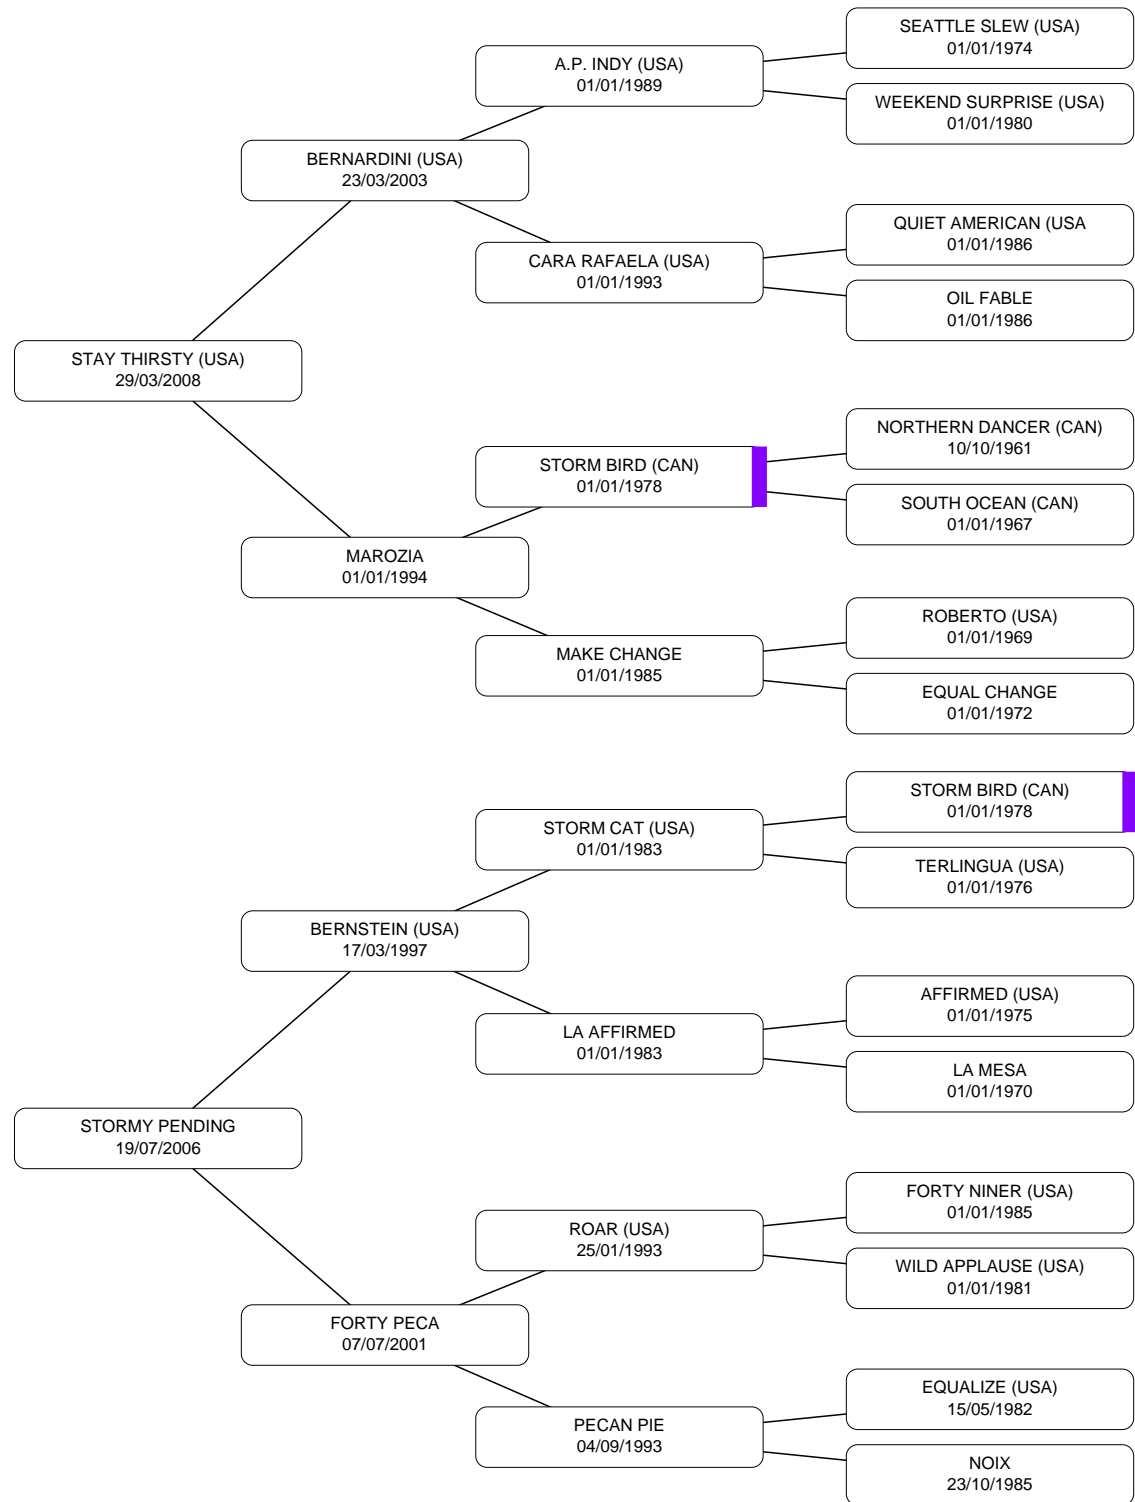 SEATTLE SLEW (USA)
01/01/1974
A.P. INDY (USA)
01/01/1989
WEEKEND SURPRISE (USA)
01/01/1980
BERNARDINI (USA)
23/03/2003
QUIET AMERICAN (USA
01/01/1986
CARA RAFAELA (USA)
01/01/1993
OIL FABLE
01/01/1986
STAY THIRSTY (USA)
29/03/2008
NORTHERN DANCER (CAN)
10/10/1961
STORM BIRD (CAN)
01/01/1978
SOUTH OCEAN (CAN)
01/01/1967
MAROZIA
01/01/1994
ROBERTO (USA)
01/01/1969
MAKE CHANGE
01/01/1985
EQUAL CHANGE
01/01/1972
STORM BIRD (CAN)
01/01/1978
STORM CAT (USA)
01/01/1983
TERLINGUA (USA)
01/01/1976
BERNSTEIN (USA)
17/03/1997
AFFIRMED (USA)
01/01/1975
LA AFFIRMED
01/01/1983
LA MESA
01/01/1970
STORMY PENDING
19/07/2006
FORTY NINER (USA)
01/01/1985
ROAR (USA)
25/01/1993
WILD APPLAUSE (USA)
01/01/1981
FORTY PECA
07/07/2001
EQUALIZE (USA)
15/05/1982
PECAN PIE
04/09/1993
NOIX
23/10/1985